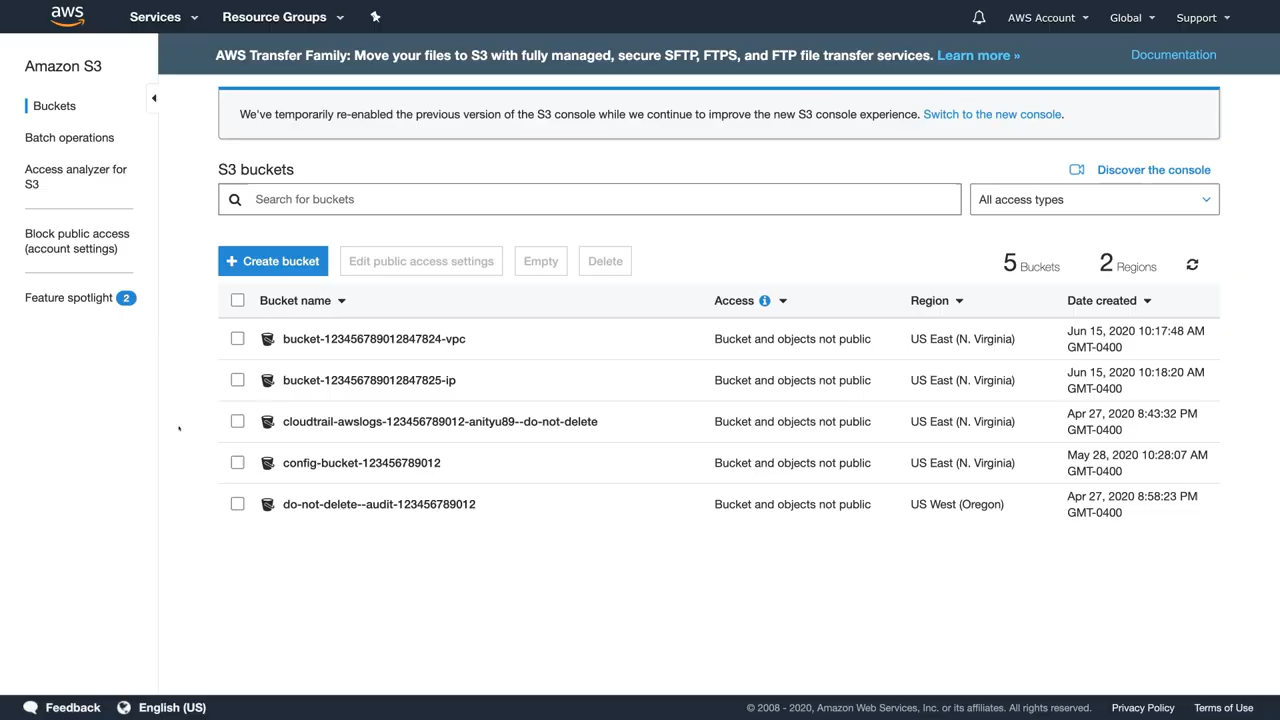 aws
Services
Resource Groups
AWS Account
Global
Support
Amazon S3
Buckets
Batch operations
Access analyzer for
S3
Block public access
(account settings)
Feature spotlight 2
AWS Transfer Family: Move your files to S3 with fully managed, secure SFTP, FTPS, and FTP file transfer services. Learn more »
Documentation
We've temporarily re-enabled the previous version of the S3 console while we continue to improve the new S3 console experience. Switch to the new console.
S3 buckets
Discover the console
Search for buckets
All access types
Create bucket
Edit public access settings
Empty
Delete
5 Buckets
2 Regions
Bucket name
Access
Region
Date created
bucket-123456789012847824-vpc
Bucket and objects not public
US East (N. Virginia)
Jun 15, 2020 10:17:48 AM
GMT-0400
bucket-123456789012847825-ip
Bucket and objects not public
US East (N. Virginia)
Jun 15, 2020 10:18:20 AM
GMT-0400
cloudtrail-awslogs-123456789012-anityu89--do-not-delete
Bucket and objects not public
US East (N. Virginia)
Apr 27, 2020 8:43:32 PM
GMT-0400
config-bucket-123456789012
Bucket and objects not public
US East (N. Virginia)
May 28, 2020 10:28:07 AM
GMT-0400
do-not-delete--audit-123456789012
Bucket and objects not public
US West (Oregon)
Apr 27, 2020 8:58:23 PM
GMT-0400
Feedback
English (US)
© 2008 - 2020, Amazon Web Services, Inc. or its affiliates. All rights reserved.
Privacy Policy
Terms of Use